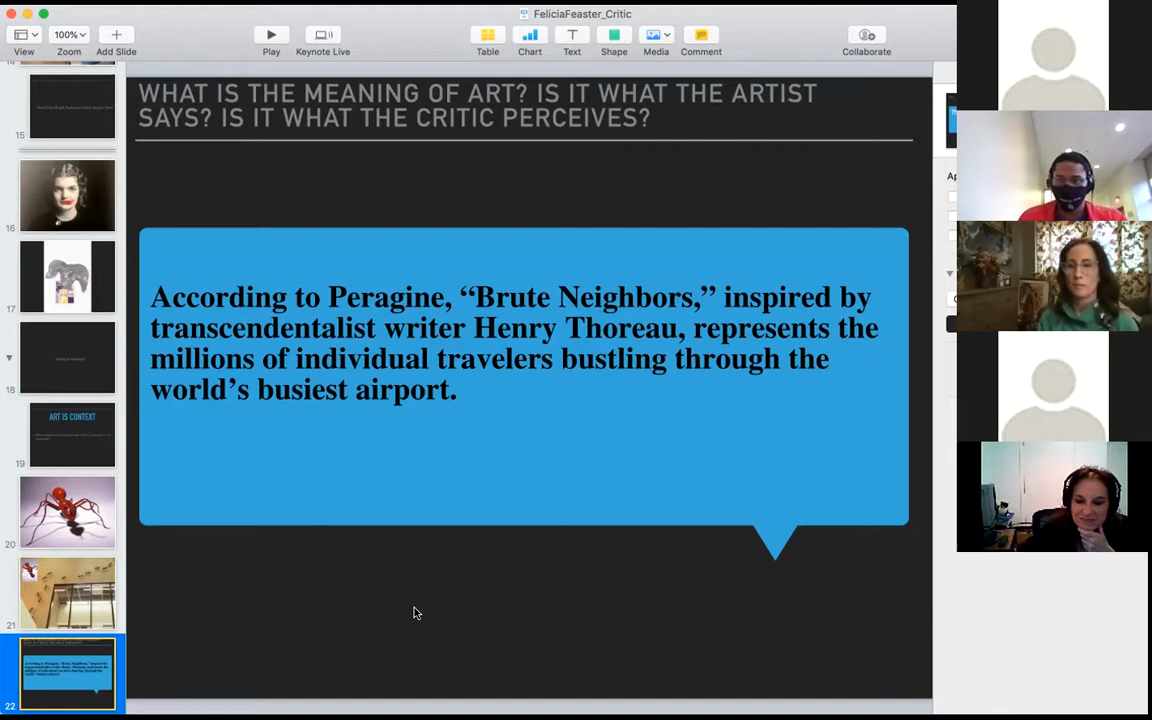 FeliciaFeaster_Critic
100%
View
Zoom
Add Slide
Play
Keynote Live
Table
Chart
Text
Shape
Media
Comment
Collaborate
15
16
17
18
19
20
21
22
ART IS CONTEXT
WHAT IS THE MEANING OF ART? IS IT WHAT THE ARTIST
SAYS? IS IT WHAT THE CRITIC PERCEIVES?
According to Peragine, “Brute Neighbors,” inspired by
transcendentalist writer Henry Thoreau, represents the
millions of individual travelers bustling through the
world’s busiest airport.